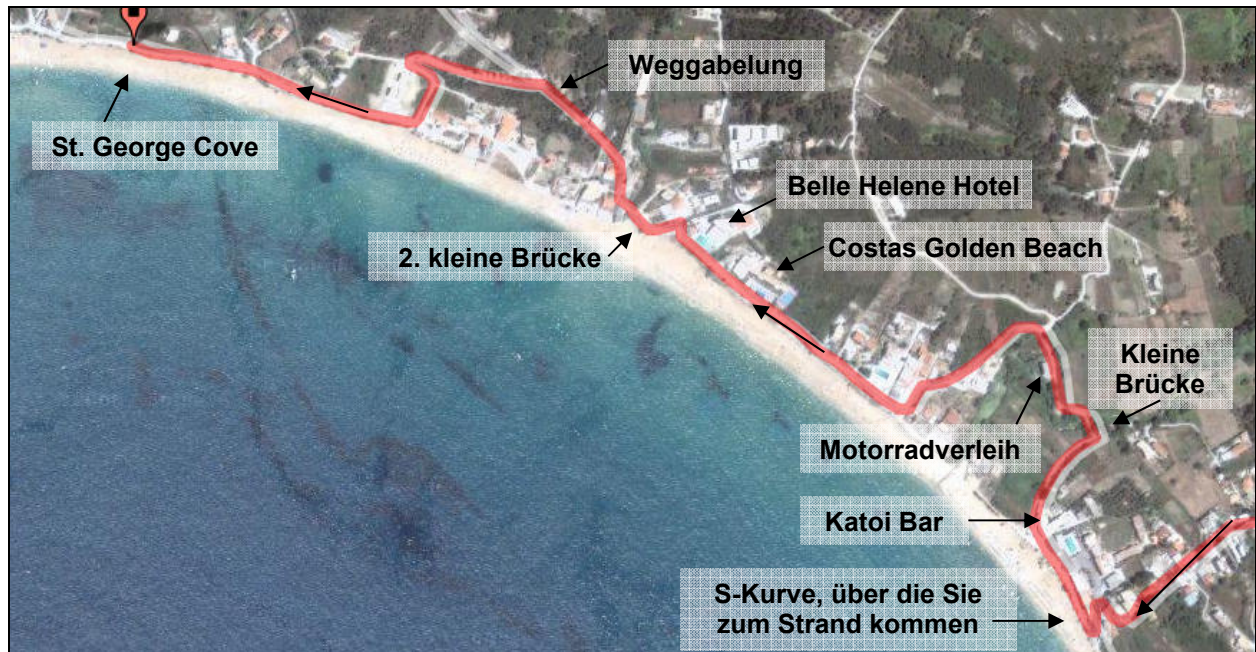 Weggabelung
St. George Cove
Belle Helene Hotel
2. kleine Brücke
Costas Golden Beach
Kleine
Brücke
Motorradverleih
Katoi Bar
S-Kurve, über die Sie
zum Strand kommen